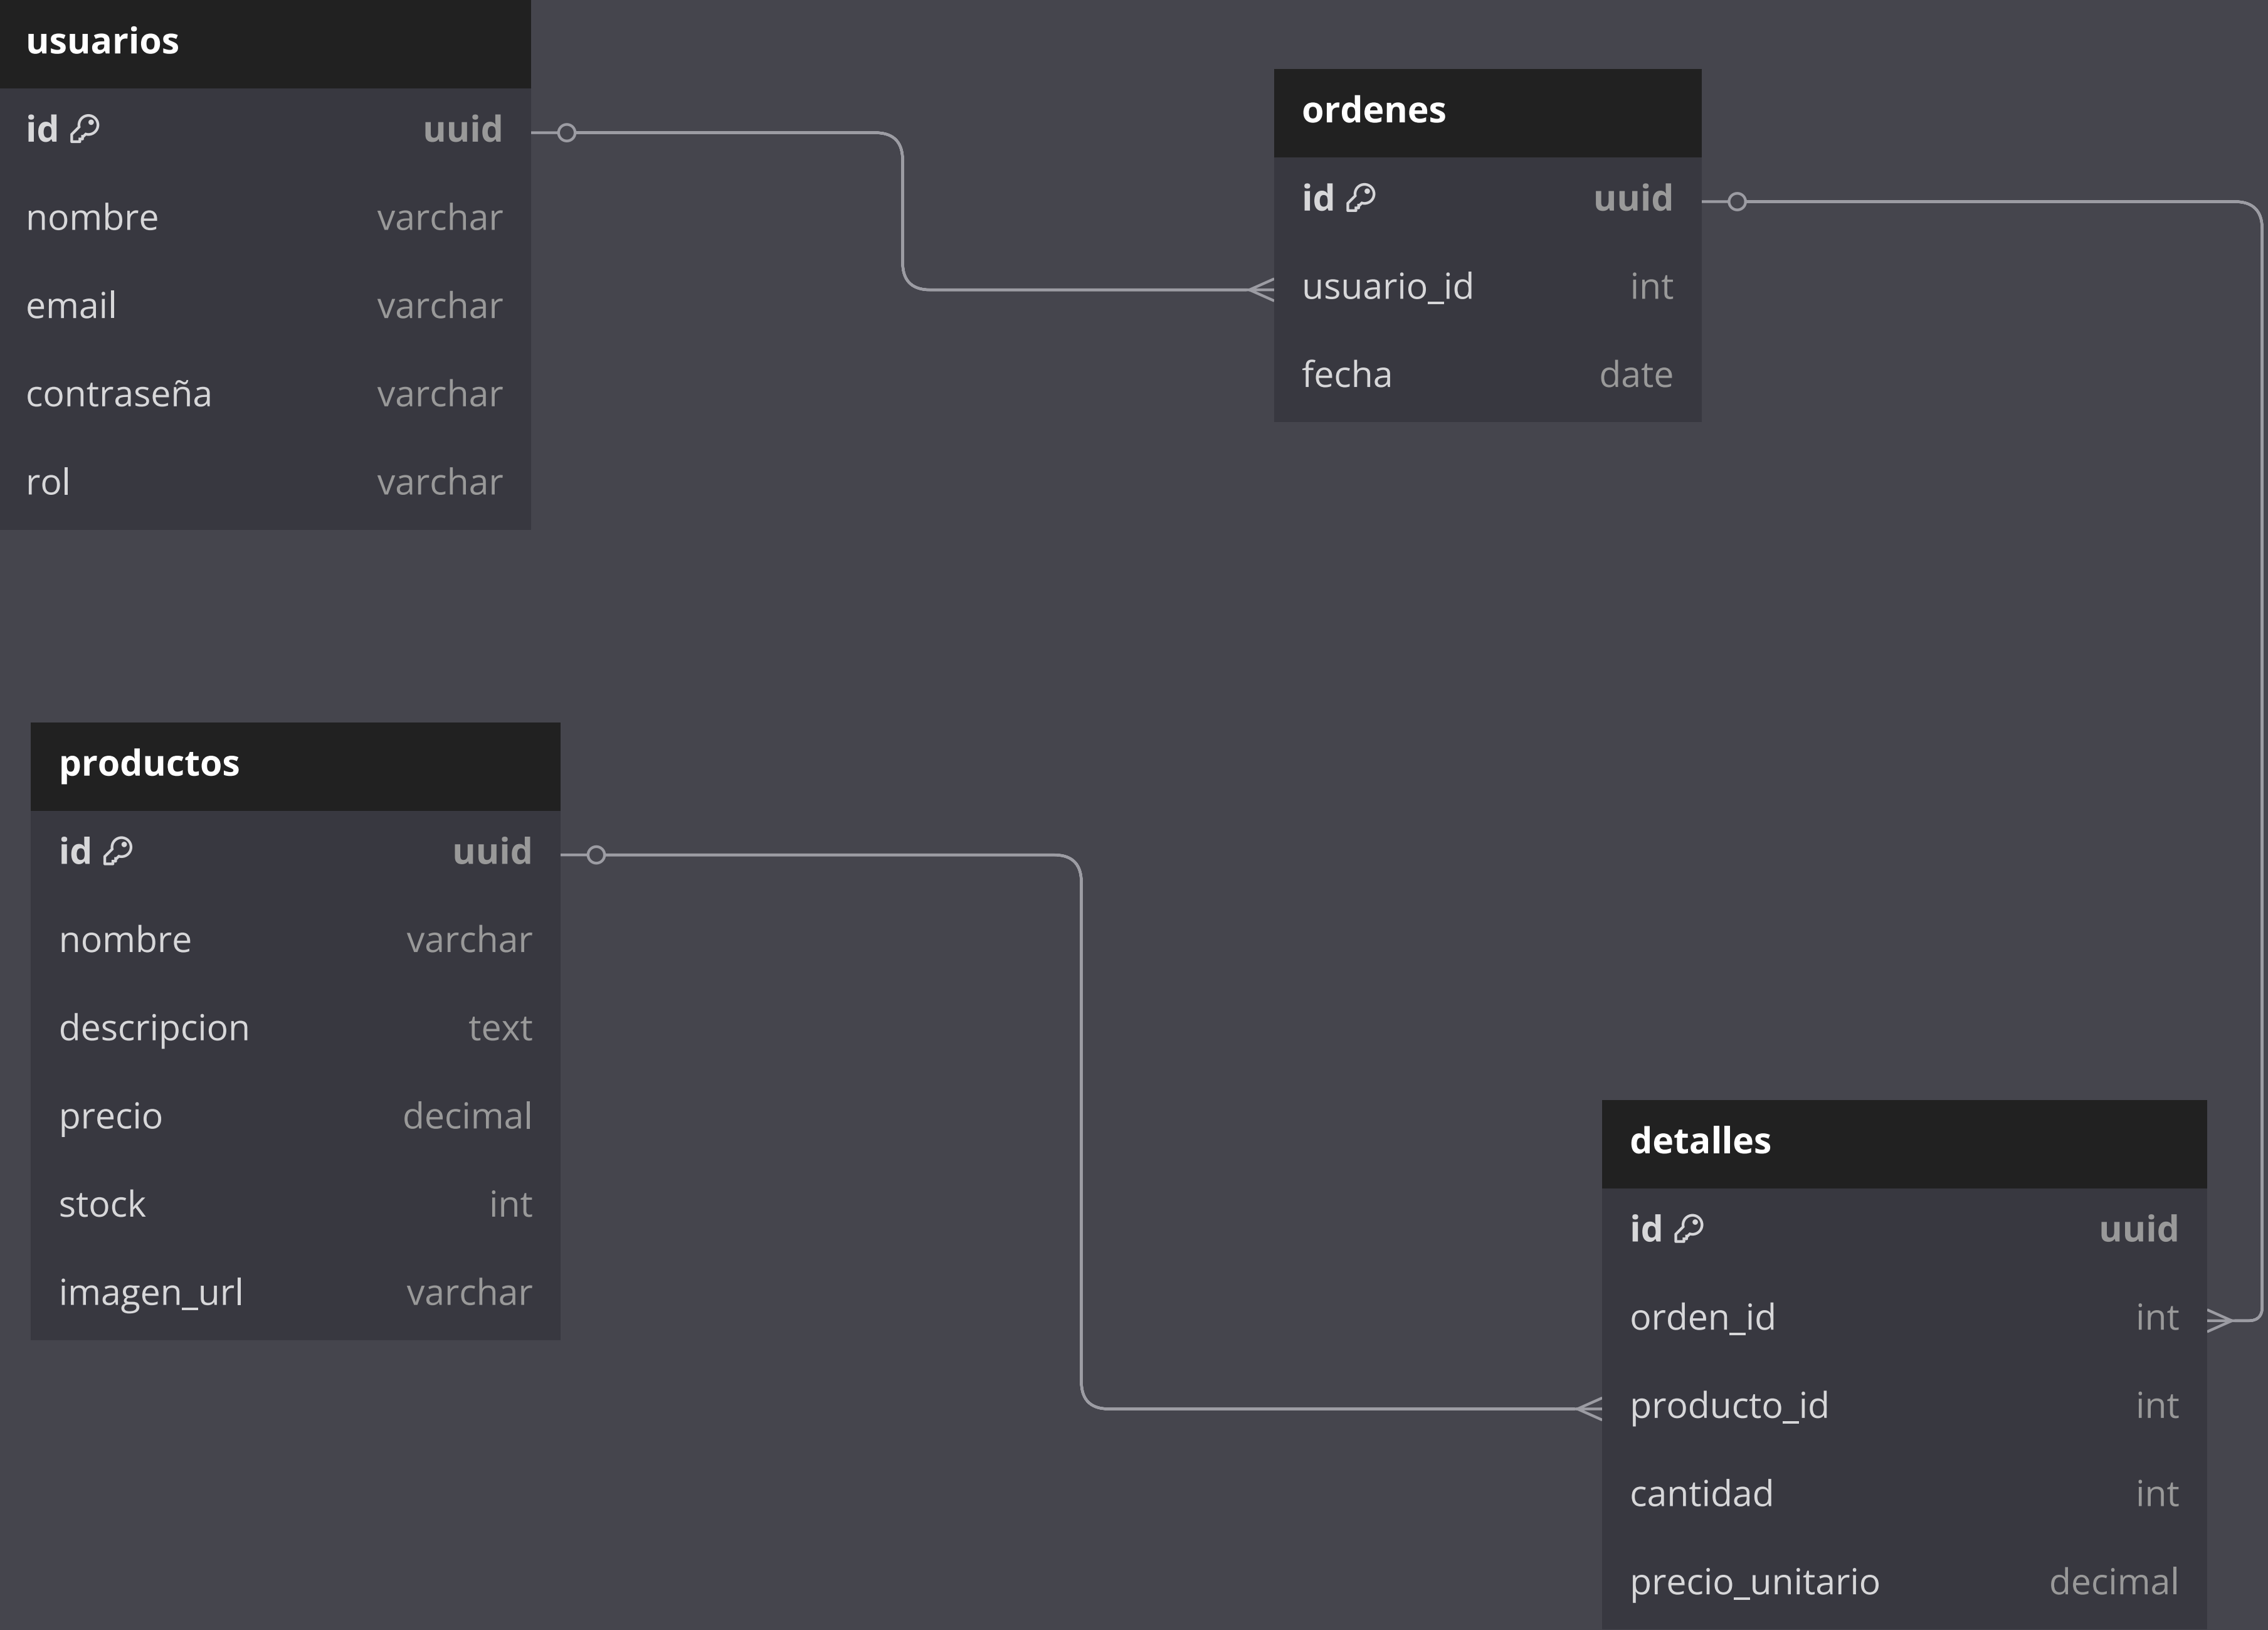 usuarios
id uuid
nombre varchar
email varchar
contraseña varchar
rol varchar
ordenes
id uuid
usuario_id int
fecha date
productos
id uuid
nombre varchar
descripcion text
precio decimal
stock int
imagen_url varchar
detalles
id uuid
orden_id int
producto_id int
cantidad int
precio_unitario decimal